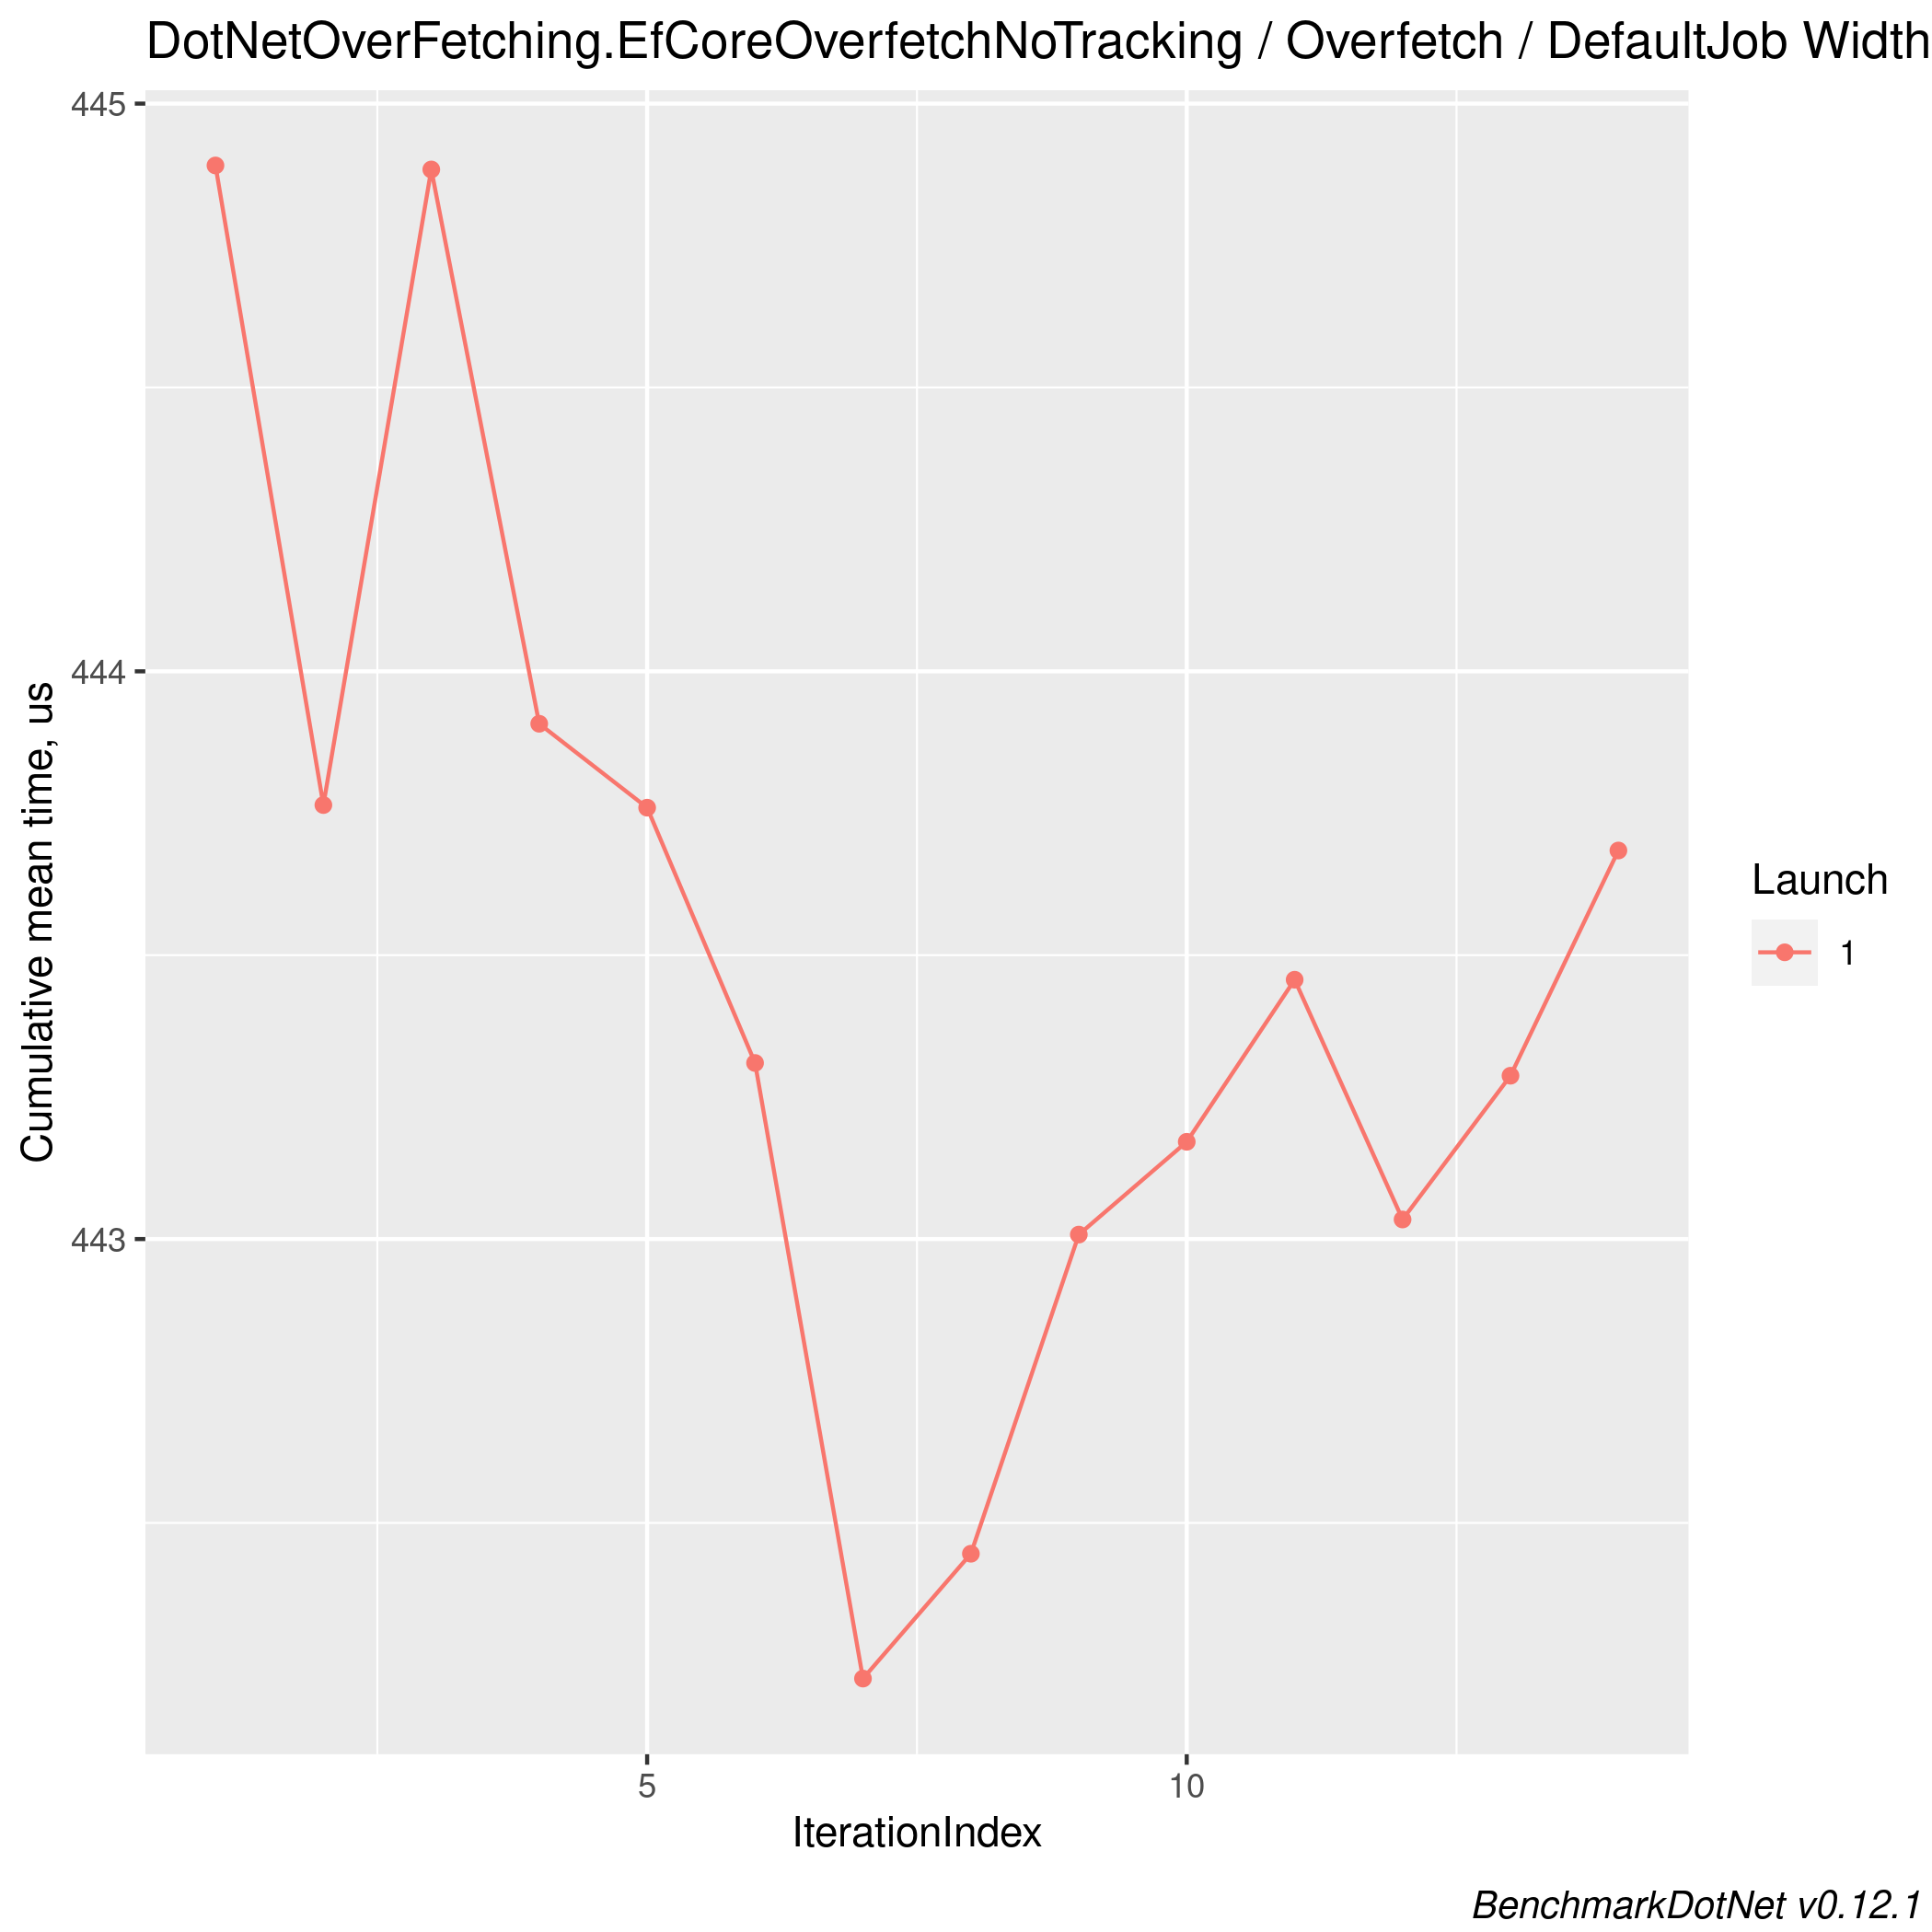 DotNetOverFetching.EfCoreOverfetchNoTracking / Overfetch / DefaultJob Width
445
444
443
Cumulative mean time, us
5
10
IterationIndex
Launch
1
BenchmarkDotNet v0.12.1